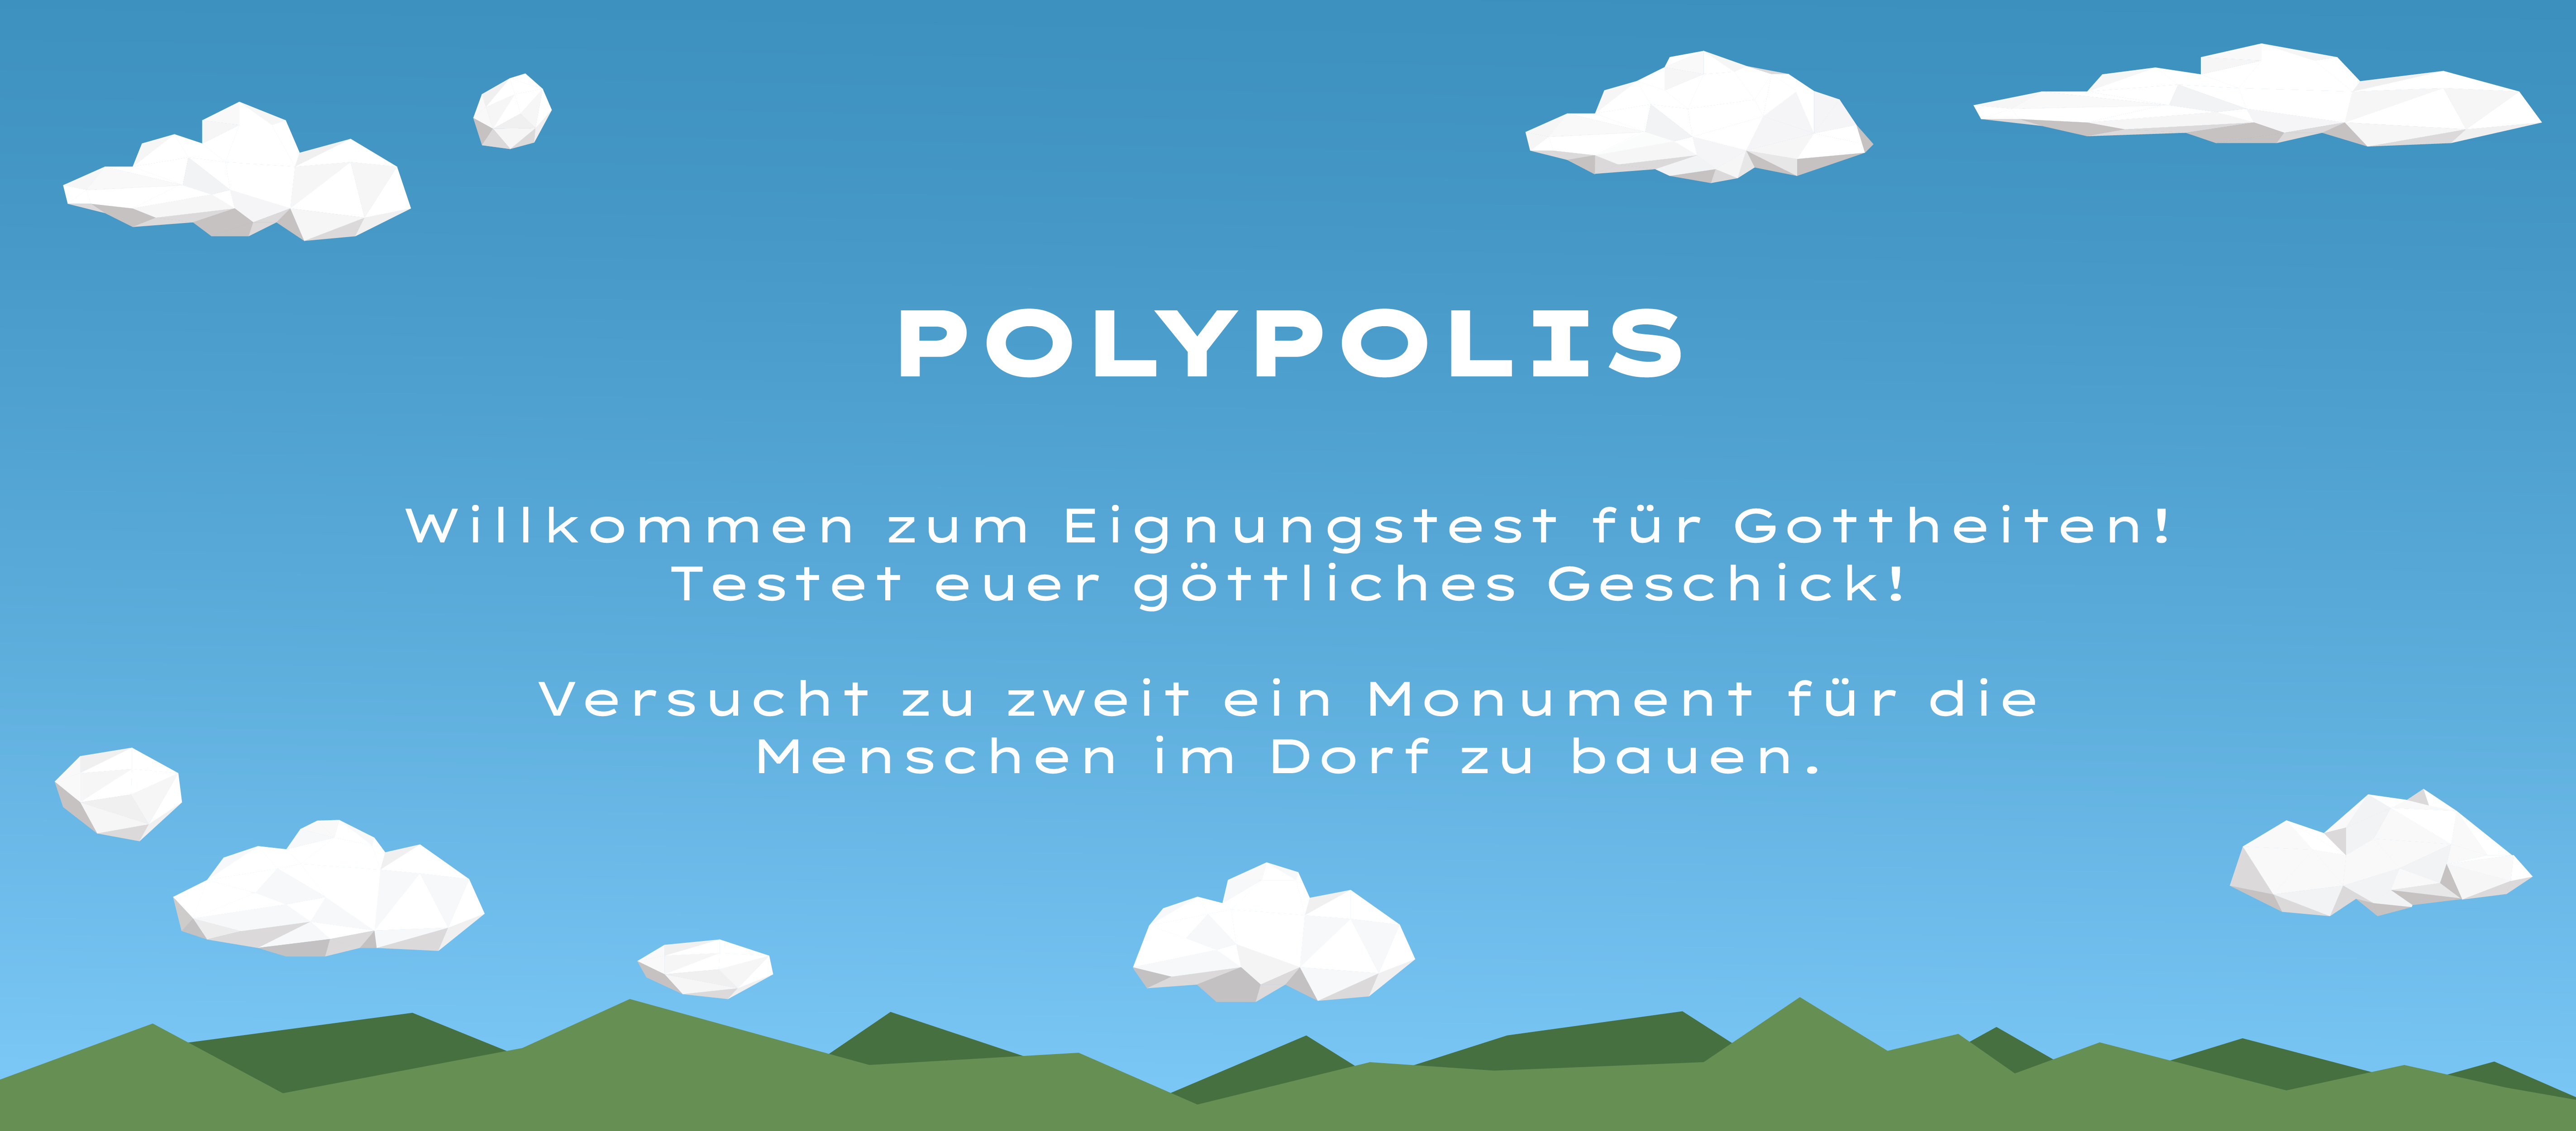 POLYPOLIS
Willkommen zum Eignungstest für Gottheiten!
Testet euer göttliches Geschick!
Versucht zu zweit ein Monument für die
Menschen im Dorf zu bauen.